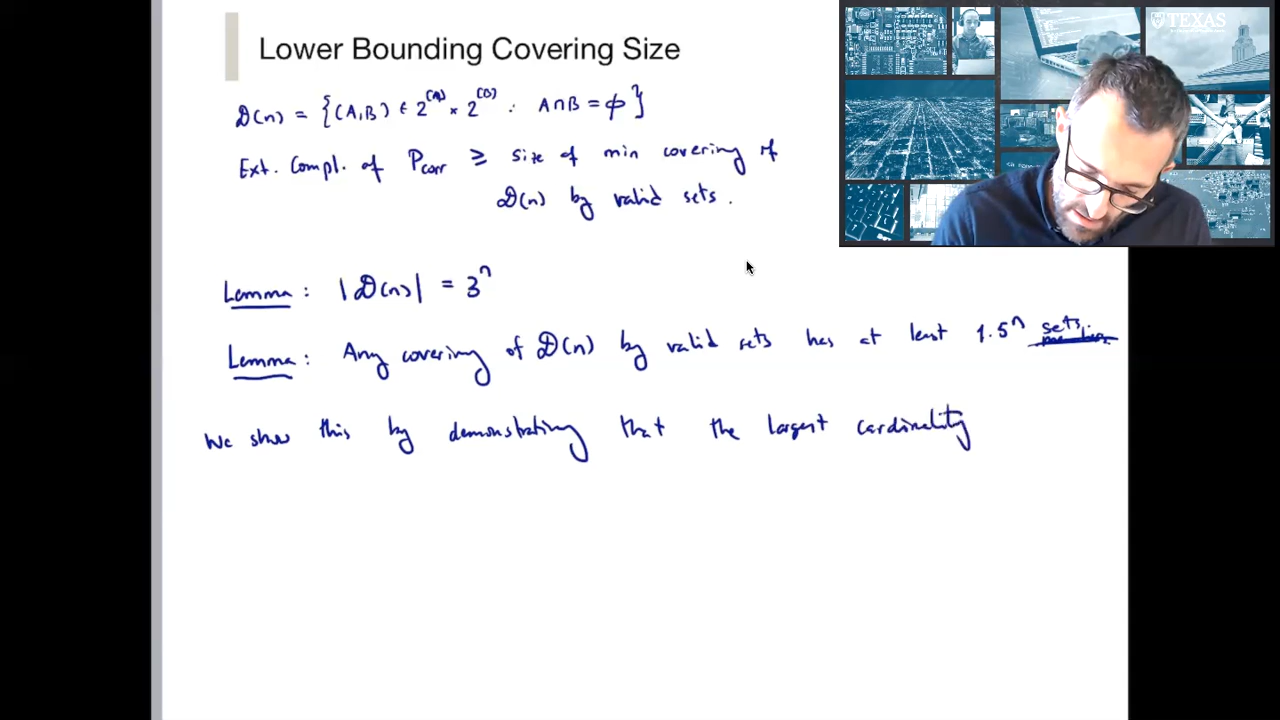 Lower Bounding Covering Size
TEXAS
𝒟(n) = {(A,B) ∈ 2^[n] × 2^[n] : A∩B = ϕ}
Ext. Compl. of P_corr ≥ size of min covering of
𝒟(n) by valid sets.
Lemma : |𝒟(n)| = 3^n
Lemma : Any covering of 𝒟(n) by valid sets has at least 1.5^n sets.
We show this by demonstrating that the largest cardinality